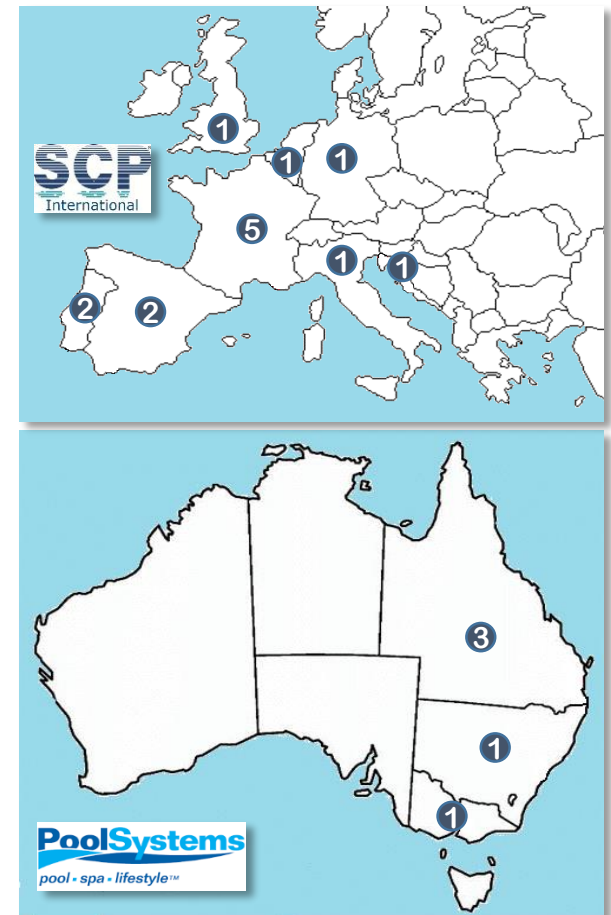 1
SCP
International
1
1
5
1
1
2
2
3
1
1
PoolSystems
pool • spa • lifestyle™